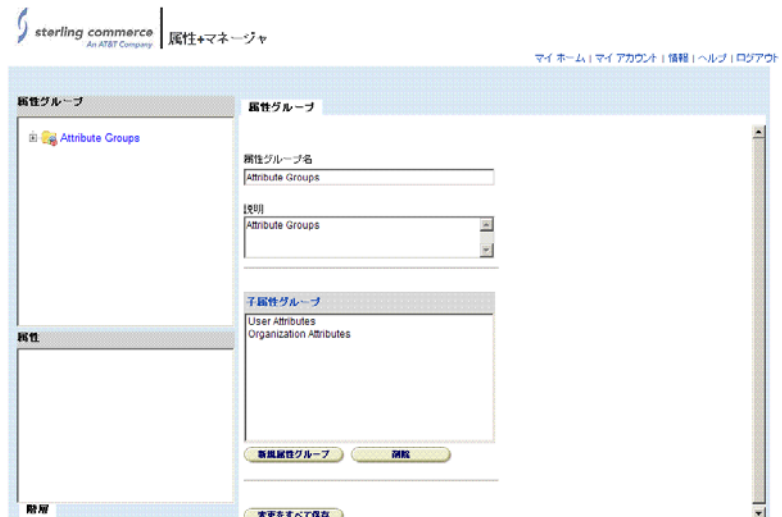 sterling commerce
An AT&T Company
属性+マネージャ
マイ ホーム | マイ アカウント | 情報 | ヘルプ | ログアウト
属性グループ
Attribute Groups
属性
階層
属性グループ
属性グループ名
Attribute Groups
説明
Attribute Groups
子属性グループ
User Attributes
Organization Attributes
新規属性グループ
削除
変更をすべて保存